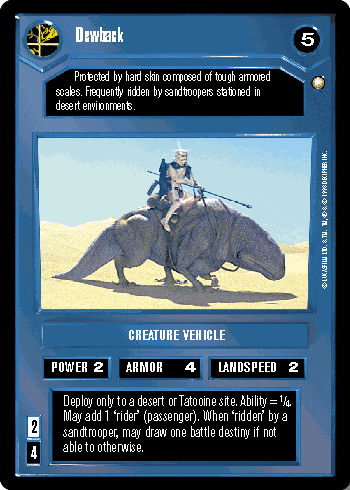 Dewback
5
Protected by hard skin composed of tough armored
scales. Frequently ridden by sandtroopers stationed in
desert environments.
CREATURE VEHICLE
POWER 2 ARMOR 4 LANDSPEED 2
Deploy only to a desert or Tatooine site. Ability = 1/4.
May add 1 'rider' (passenger). When 'ridden' by a
sandtrooper, may draw one battle destiny if not
able to otherwise.
2
4